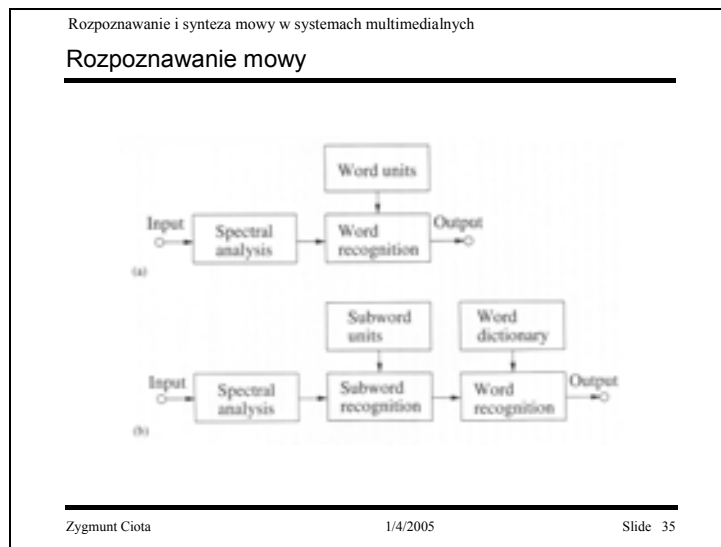 Rozpoznawanie i synteza mowy w systemach multimedialnych
Rozpoznawanie mowy
Word units
Input
Spectral
analysis
Word
recognition
Output
(a)
Subword
units
Word
dictionary
Input
Spectral
analysis
Subword
recognition
Word
recognition
Output
(b)
Zygmunt Ciota 1/4/2005 Slide 35